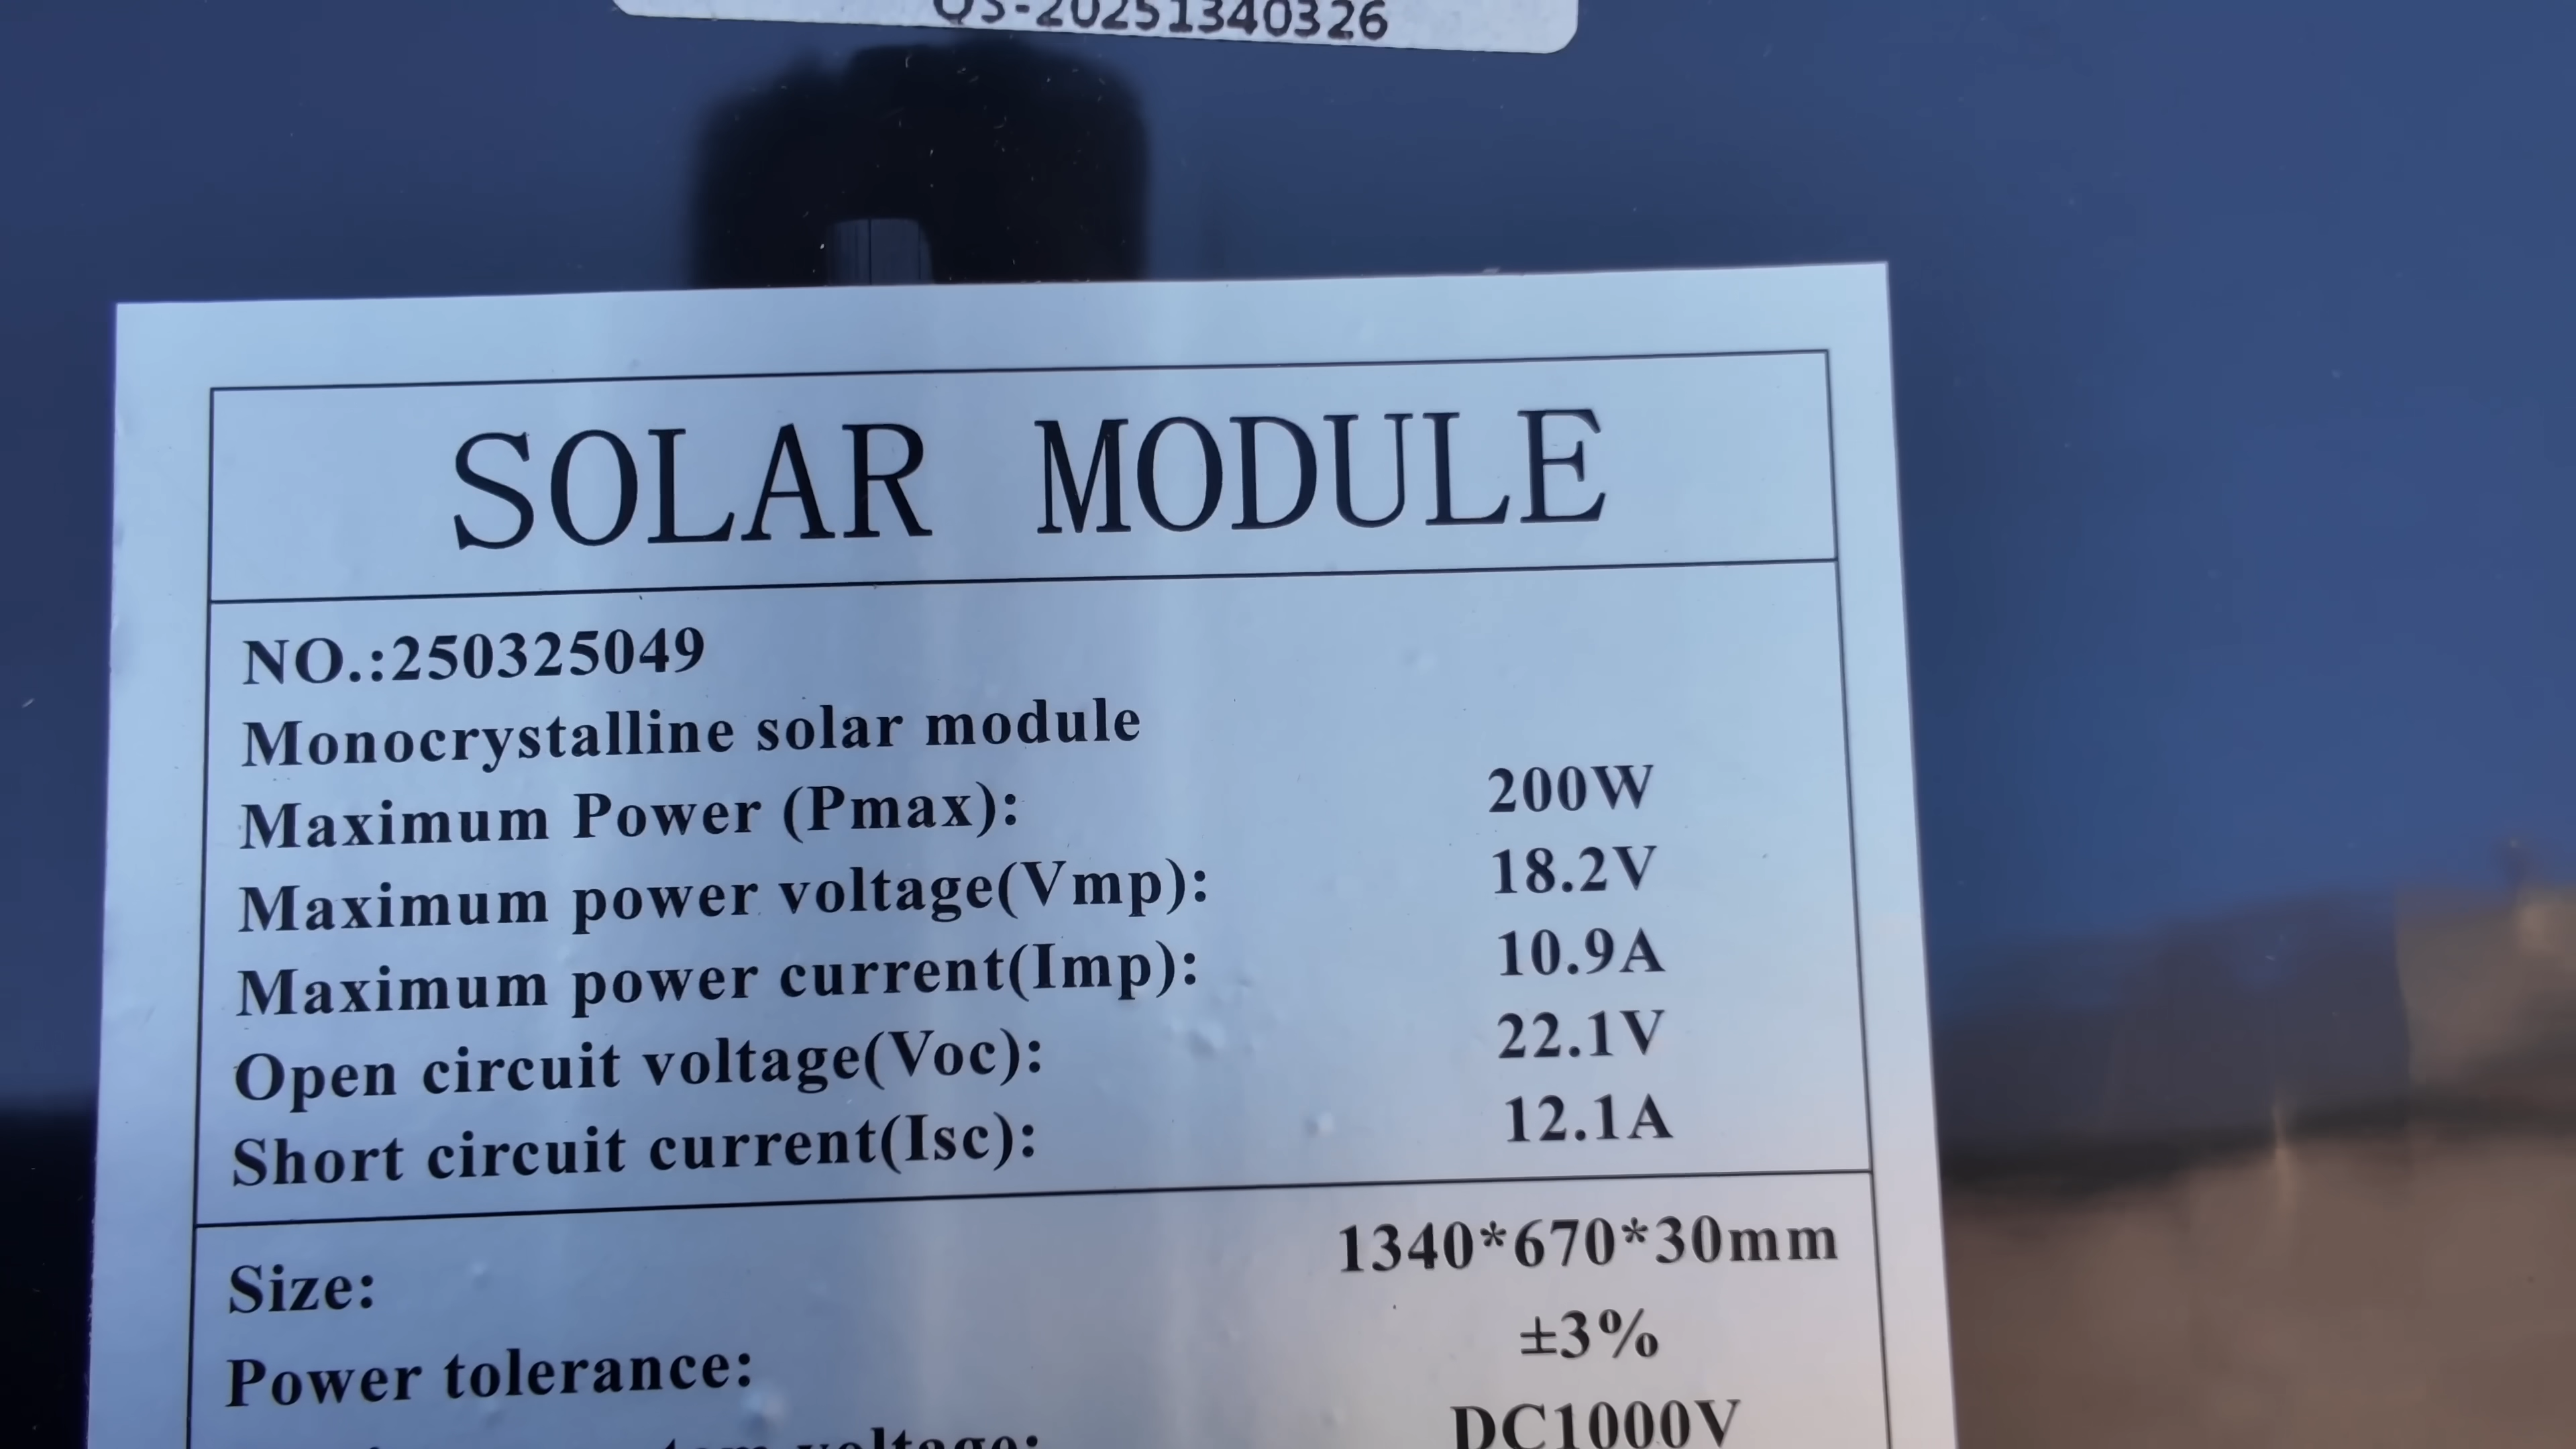 QS-20251340326
SOLAR MODULE
NO.:250325049
Monocrystalline solar module
Maximum Power (Pmax): 200W
Maximum power voltage(Vmp): 18.2V
Maximum power current(Imp): 10.9A
Open circuit voltage(Voc): 22.1V
Short circuit current(Isc): 12.1A
Size: 1340*670*30mm
Power tolerance: ±3%
voltage: DC1000V